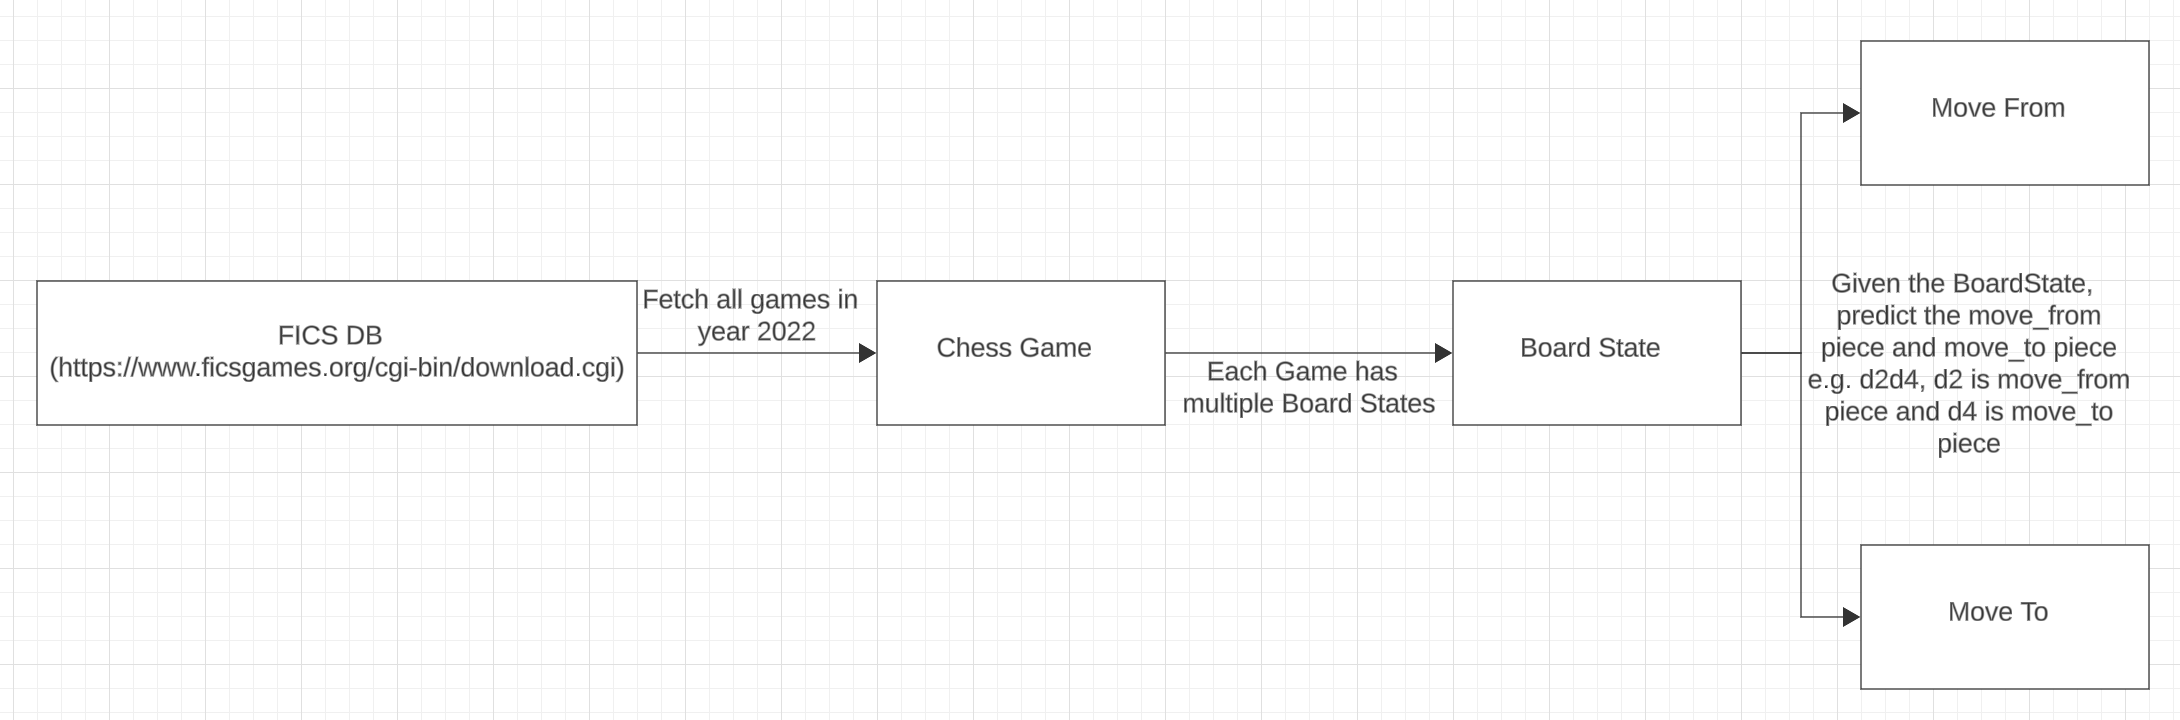 FICS DB
(https://www.ficsgames.org/cgi-bin/download.cgi)
Fetch all games in
year 2022
Chess Game
Each Game has
multiple Board States
Board State
Move From
Given the BoardState,
predict the move_from
piece and move_to piece
e.g. d2d4, d2 is move_from
piece and d4 is move_to
piece
Move To